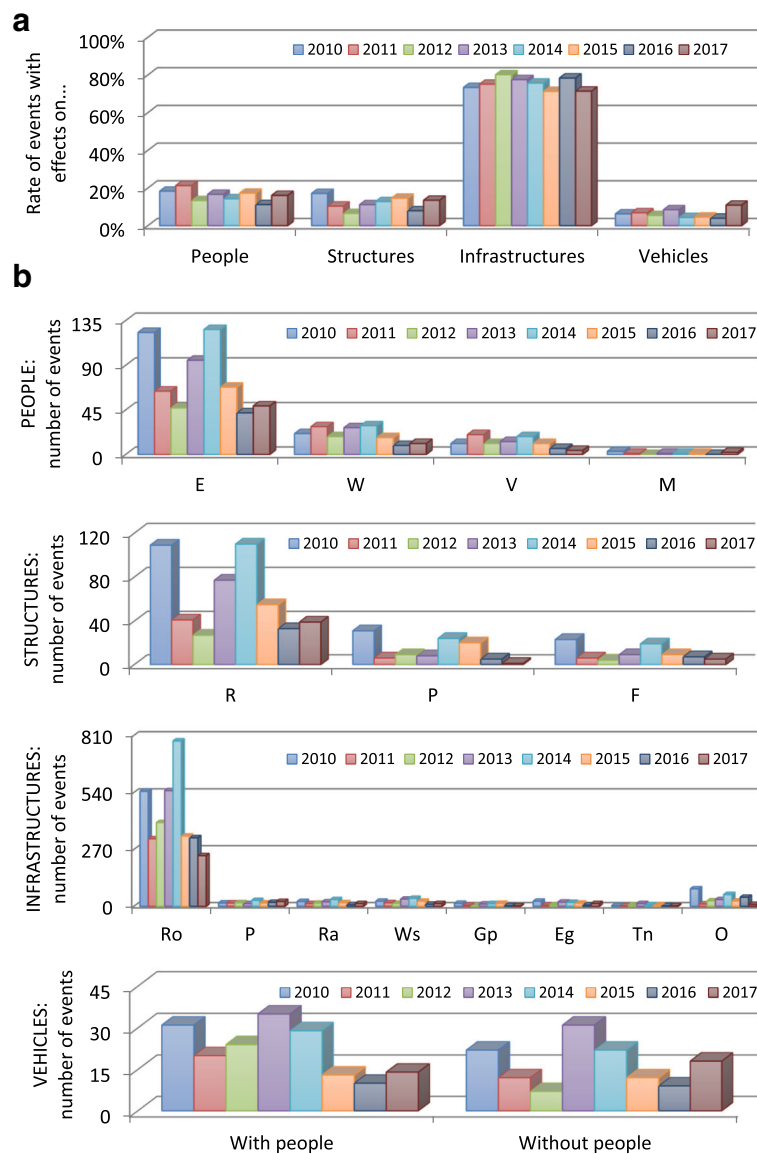 a
Rate of events with
effects on...
100%
80%
60%
40%
20%
0%
2010 2011 2012 2013 2014 2015 2016 2017
People Structures Infrastructures Vehicles
b
PEOPLE:
number of events
135
90
45
0
2010 2011 2012 2013 2014 2015 2016 2017
E W V M
STRUCTURES:
number of events
120
80
40
0
2010 2011 2012 2013 2014 2015 2016 2017
R P F
INFRASTRUCTURES:
number of events
810
540
270
0
2010 2011 2012 2013 2014 2015 2016 2017
Ro P Ra Ws Gp Eg Tn O
VEHICLES:
number of events
45
30
15
0
2010 2011 2012 2013 2014 2015 2016 2017
With people Without people